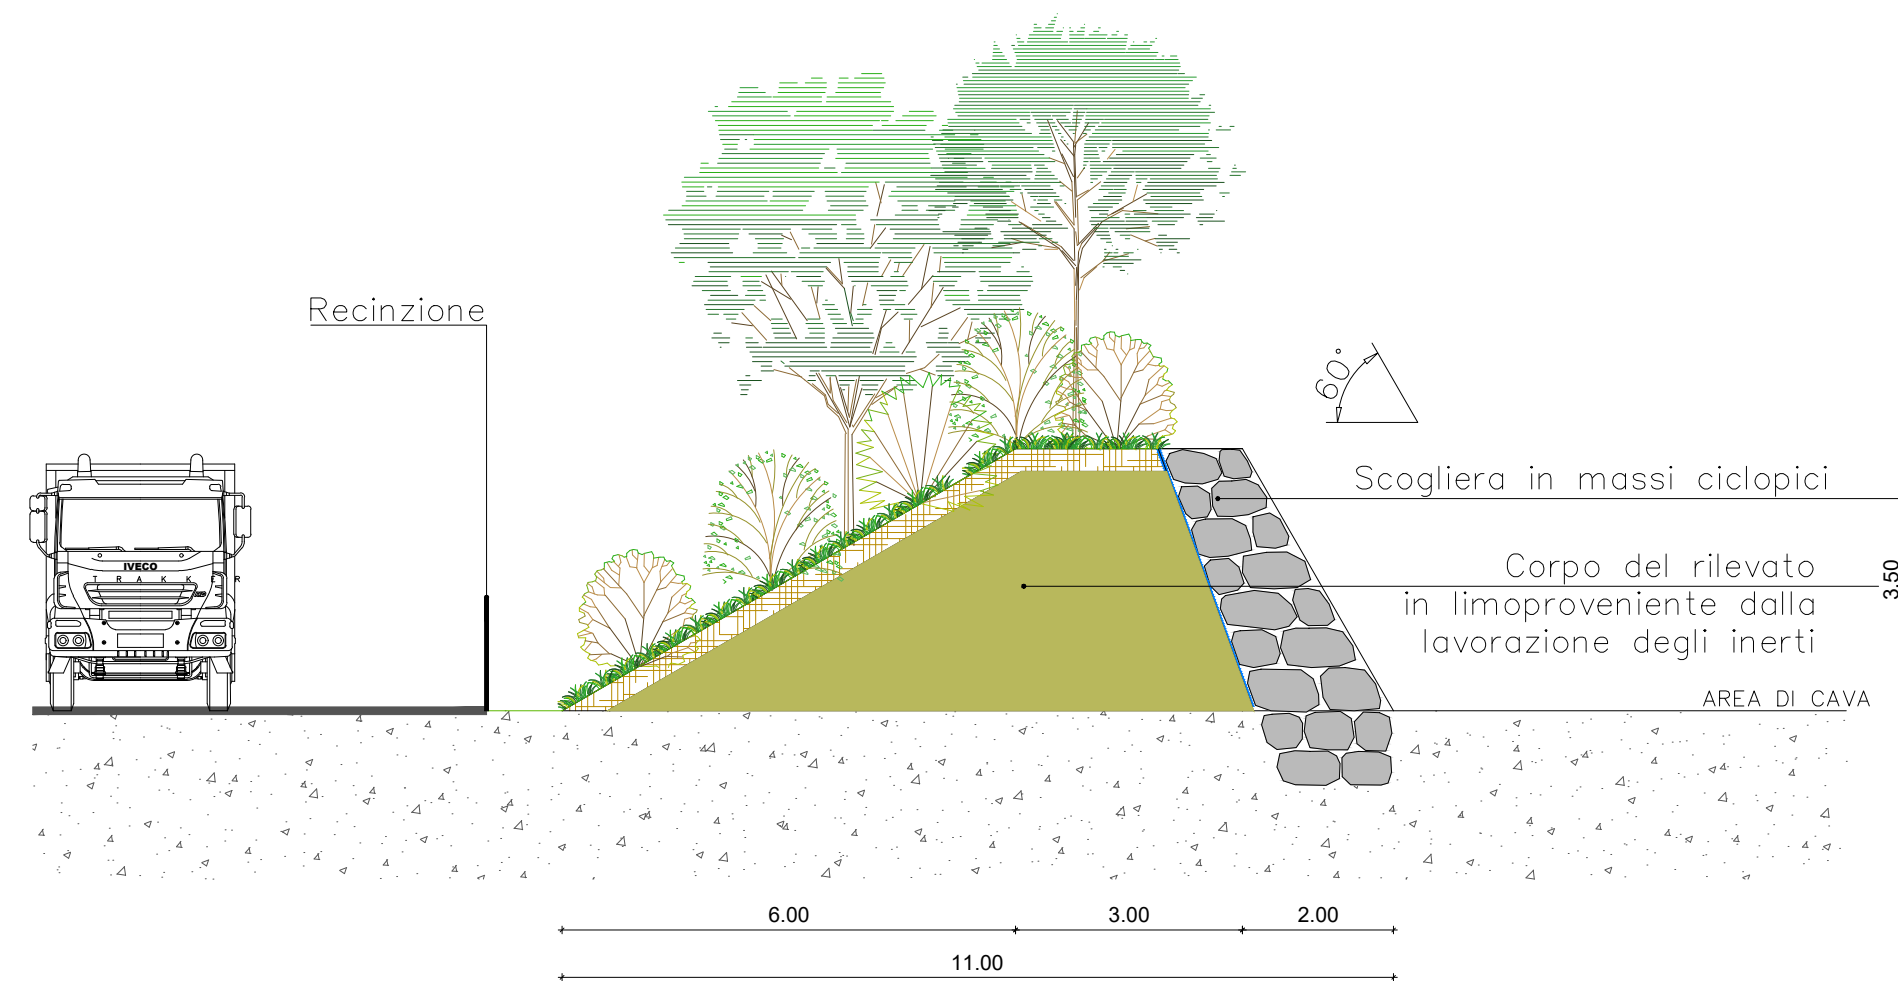 Recinzione
60°
Scogliera in massi ciclopici
Corpo del rilevato
in limoproveniente dalla
lavorazione degli inerti
3.50
IVECO
TRAKKER
AREA DI CAVA
6.00
3.00
2.00
11.00